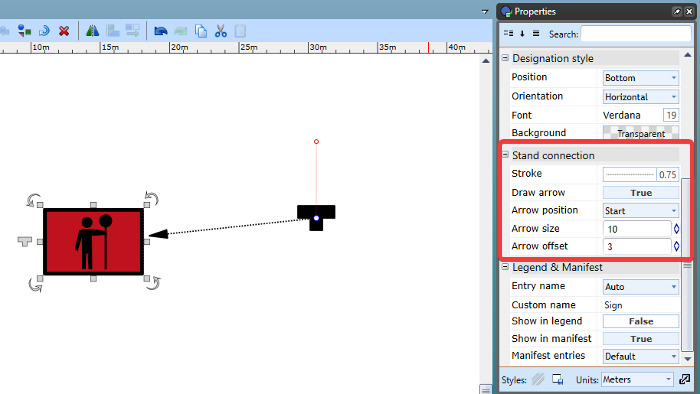 Properties
Search:
10m 15m 20m 25m 30m 35m 40m
Designation style
Position Bottom
Orientation Horizontal
Font Verdana 19
Background Transparent
Stand connection
Stroke 0.75
Draw arrow True
Arrow position Start
Arrow size 10
Arrow offset 3
Legend & Manifest
Entry name Auto
Custom name Sign
Show in legend False
Show in manifest True
Manifest entries Default
Styles: Units: Meters